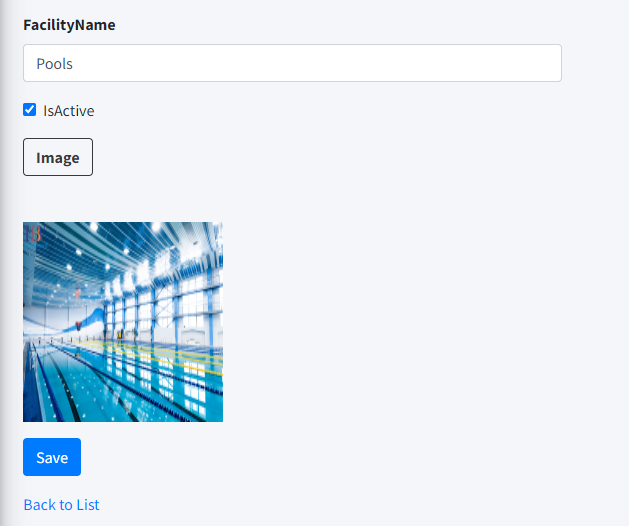 FacilityName
Pools
IsActive
Image
Save
Back to List